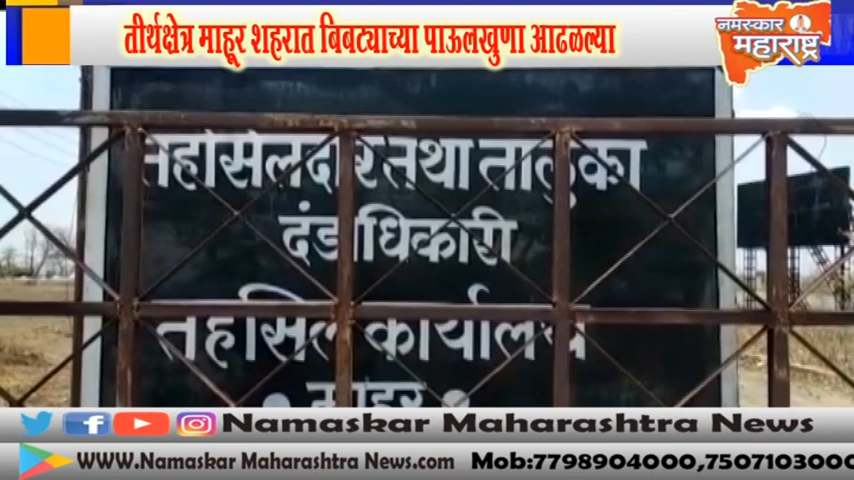 तीर्थक्षेत्र माहूर शहरात बिबट्याच्या पाऊलखुणा आढळल्या
नमस्कार
महाराष्ट्र
तहसिलदार तथा तालुका
दंडाधिकारी
तहसिल कार्यालय
माहूर
Namaskar Maharashtra News
WWW.Namaskar Maharashtra News.com Mob:7798904000,7507103000